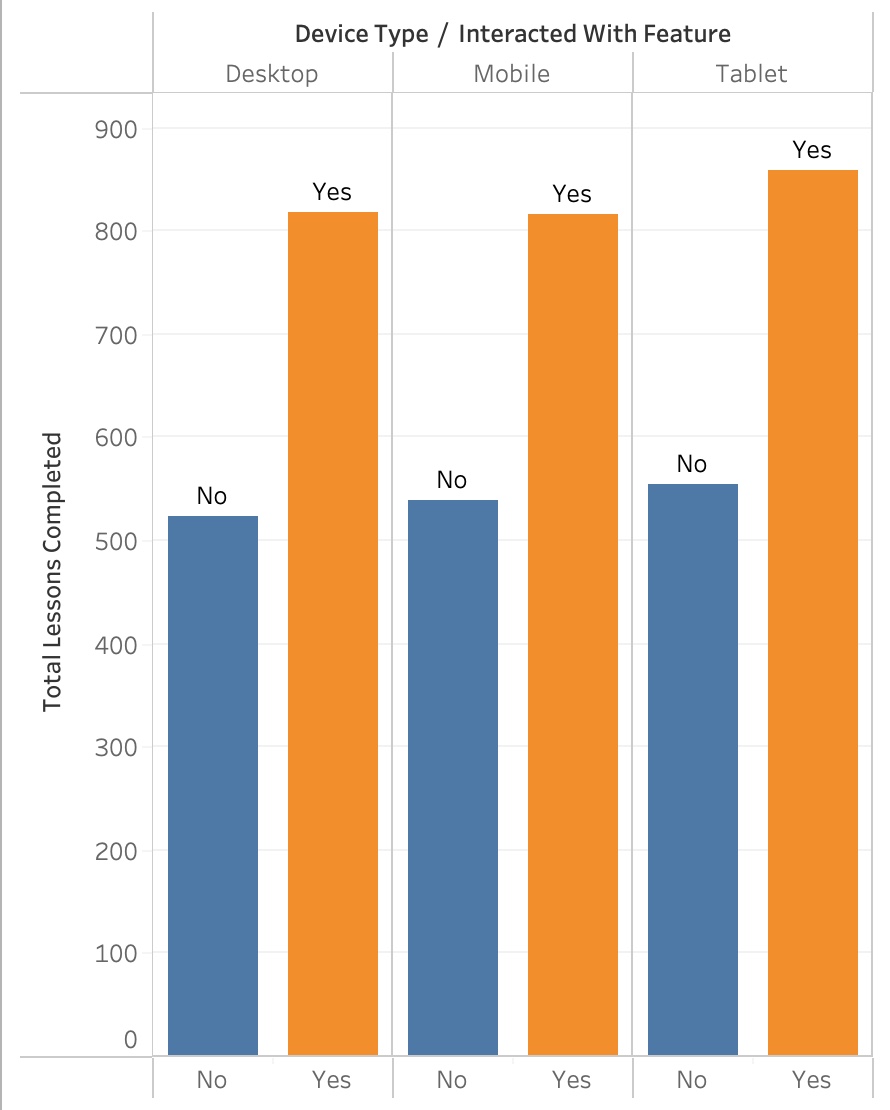 Device Type / Interacted With Feature
Desktop
Mobile
Tablet
Total Lessons Completed
900
800
700
600
500
400
300
200
100
0
No
Yes
No
Yes
No
Yes
No
Yes
No
Yes
No
Yes